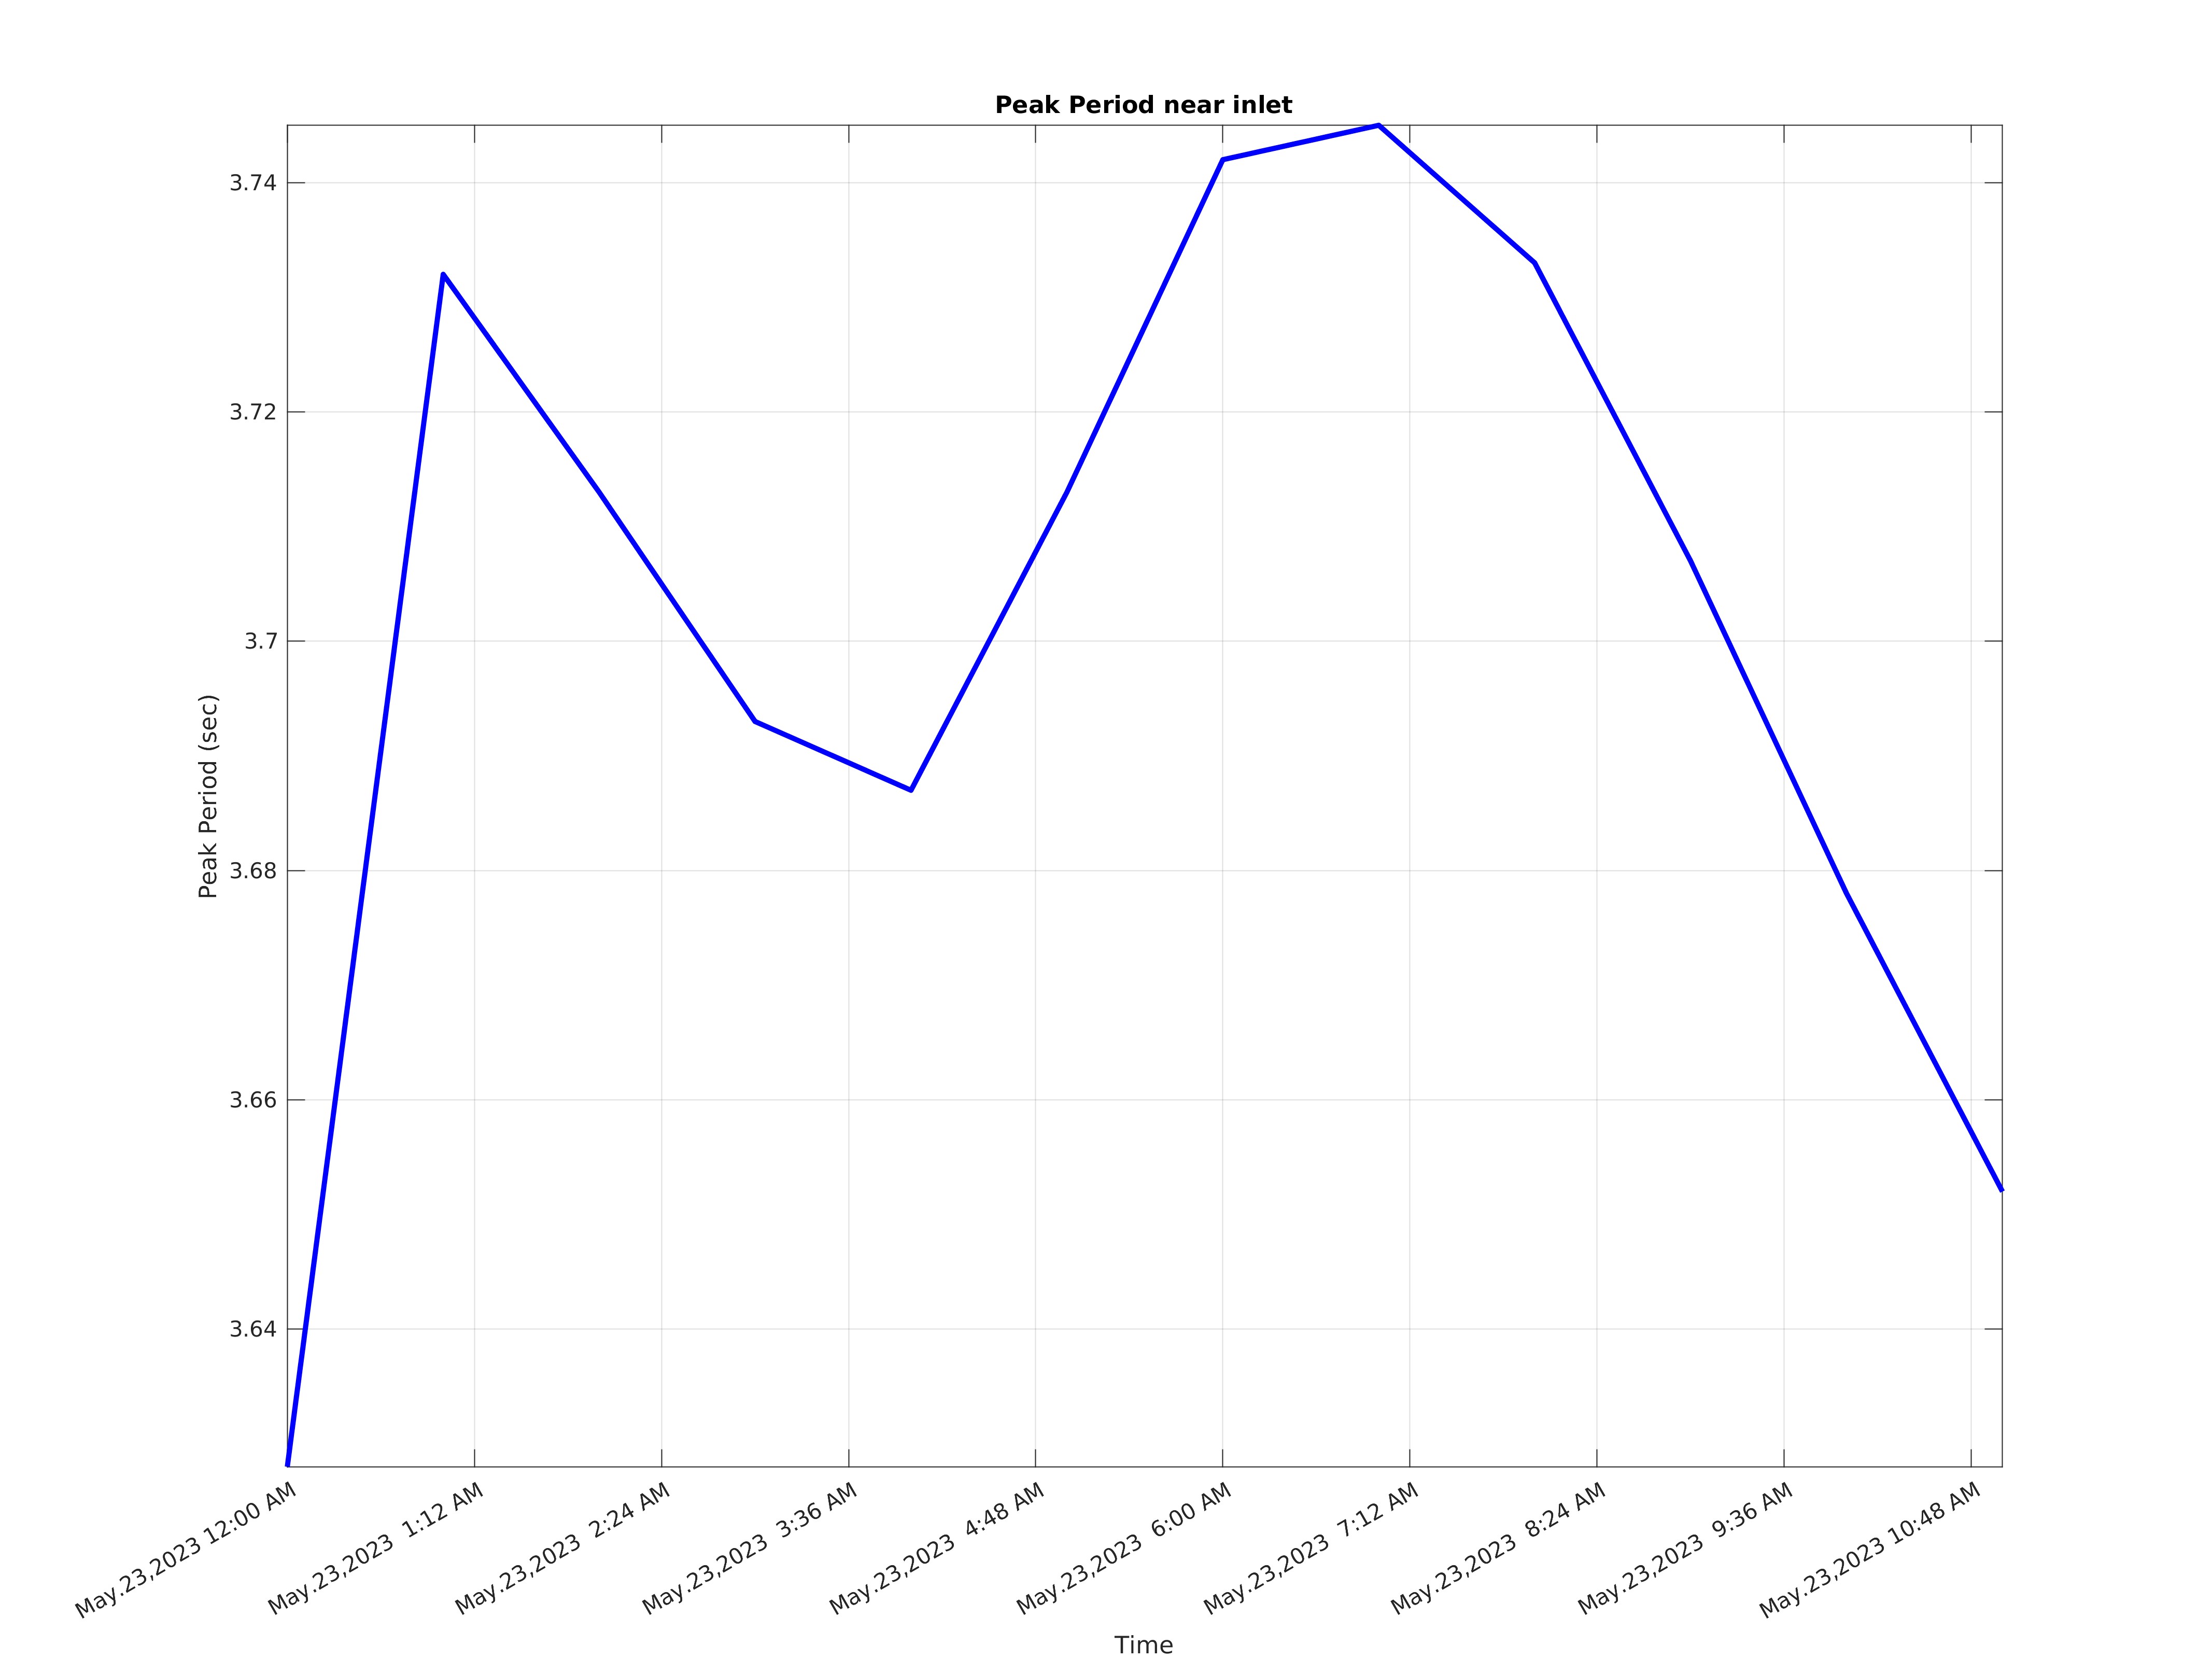 Peak Period near inlet
3.74
3.72
3.7
3.68
3.66
3.64
Peak Period (sec)
May.23,2023 12:00 AM
May.23,2023  1:12 AM
May.23,2023  2:24 AM
May.23,2023  3:36 AM
May.23,2023  4:48 AM
May.23,2023  6:00 AM
May.23,2023  7:12 AM
May.23,2023  8:24 AM
May.23,2023  9:36 AM
May.23,2023 10:48 AM
Time